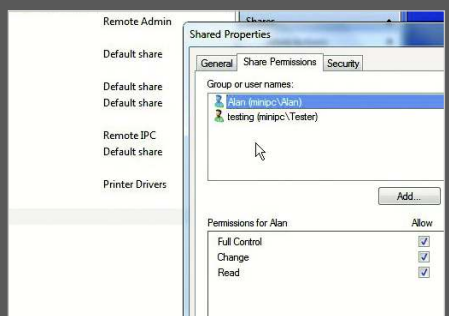 Remote Admin
Shares
Shared Properties
Default share
General Share Permissions Security
Default share
Group or user names:
Default share
Alan (minipc\Alan)
testing (minipc\Tester)
Remote IPC
Default share
Printer Drivers
Add...
Permissions for Alan Allow
Full Control
Change
Read